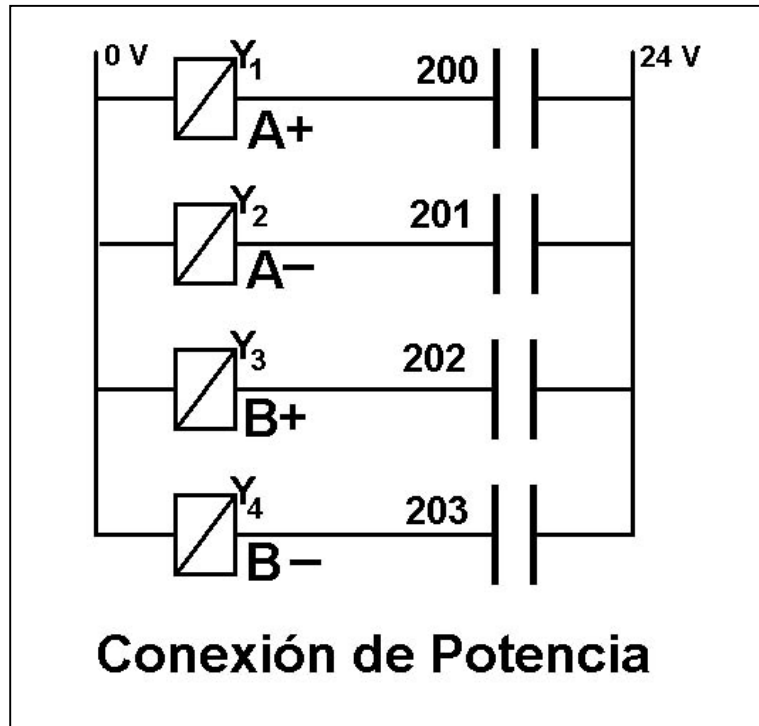 0 V Y1 200 24 V
A+
Y2 201
A−
Y3 202
B+
Y4 203
B−
Conexión de Potencia